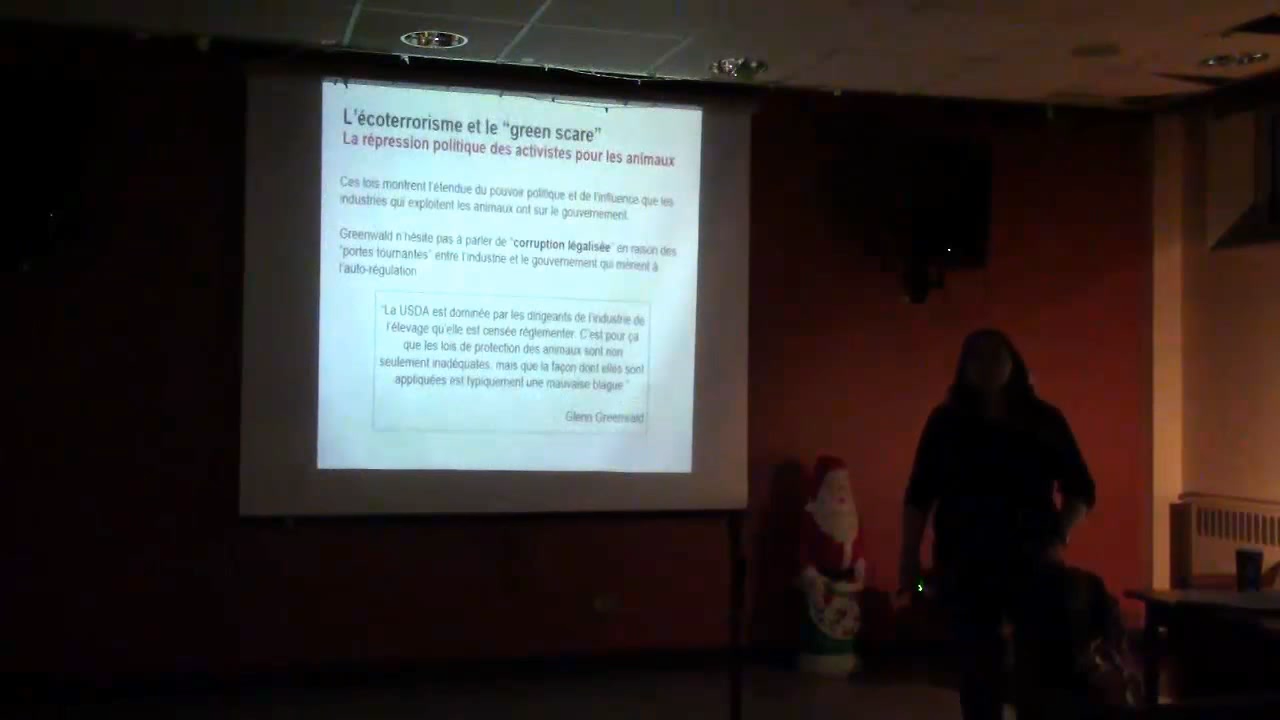 L'écoterrorisme et le "green scare"
La répression politique des activistes pour les animaux
Ces lois montrent l'étendue du pouvoir politique et de l'influence que les
industries qui exploitent les animaux ont sur le gouvernement.
Greenwald n'hésite pas à parler de "corruption légalisée" en raison des
"portes tournantes" entre l'industrie et le gouvernement qui mènent à
l'auto-régulation
"La USDA est dominée par les dirigeants de l'industrie de
l'élevage qu'elle est censée réglementer. C'est pour ça
que les lois de protection des animaux sont non
seulement inadéquates, mais que la façon dont elles sont
appliquées est typiquement une mauvaise blague."
Glenn Greenwald